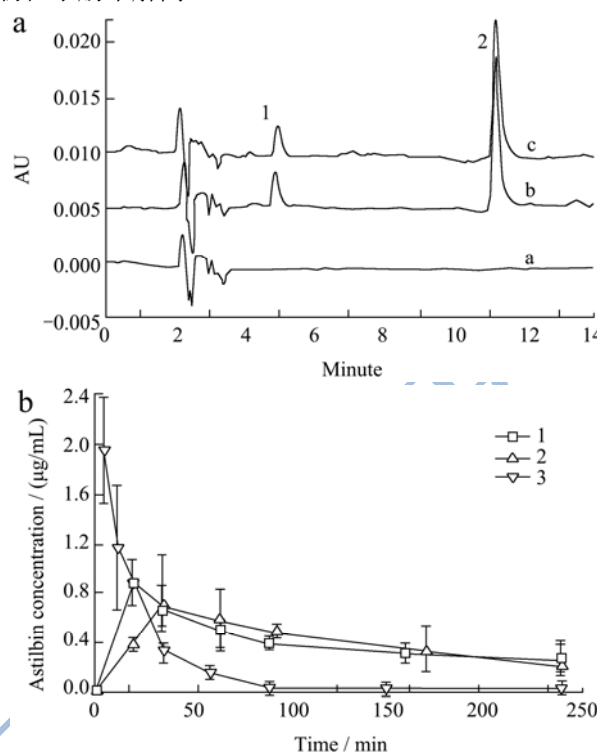 a
0.020
0.015
0.010
0.005
0.000
−0.005
AU
1
2
c
b
a
0 2 4 6 8 10 12 14
Minute
b
2.4
2.0
1.6
1.2
0.8
0.4
0.0
Astilbin concentration / (μg/mL)
1
2
3
0 50 100 150 200 250
Time / min